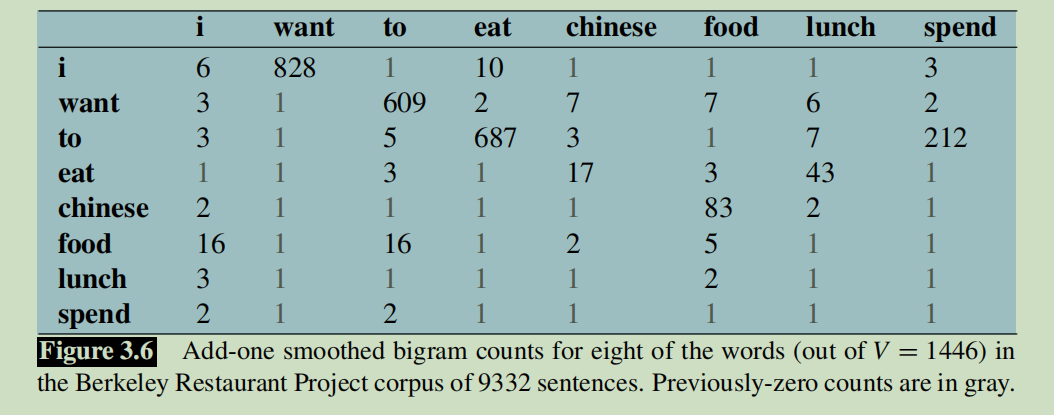 i want to eat chinese food lunch spend
i 6 828 1 10 1 1 1 3
want 3 1 609 2 7 7 6 2
to 3 1 5 687 3 1 7 212
eat 1 1 3 1 17 3 43 1
chinese 2 1 1 1 1 83 2 1
food 16 1 16 1 2 5 1 1
lunch 3 1 1 1 1 2 1 1
spend 2 1 2 1 1 1 1 1
Figure 3.6 Add-one smoothed bigram counts for eight of the words (out of V = 1446) in
the Berkeley Restaurant Project corpus of 9332 sentences. Previously-zero counts are in gray.